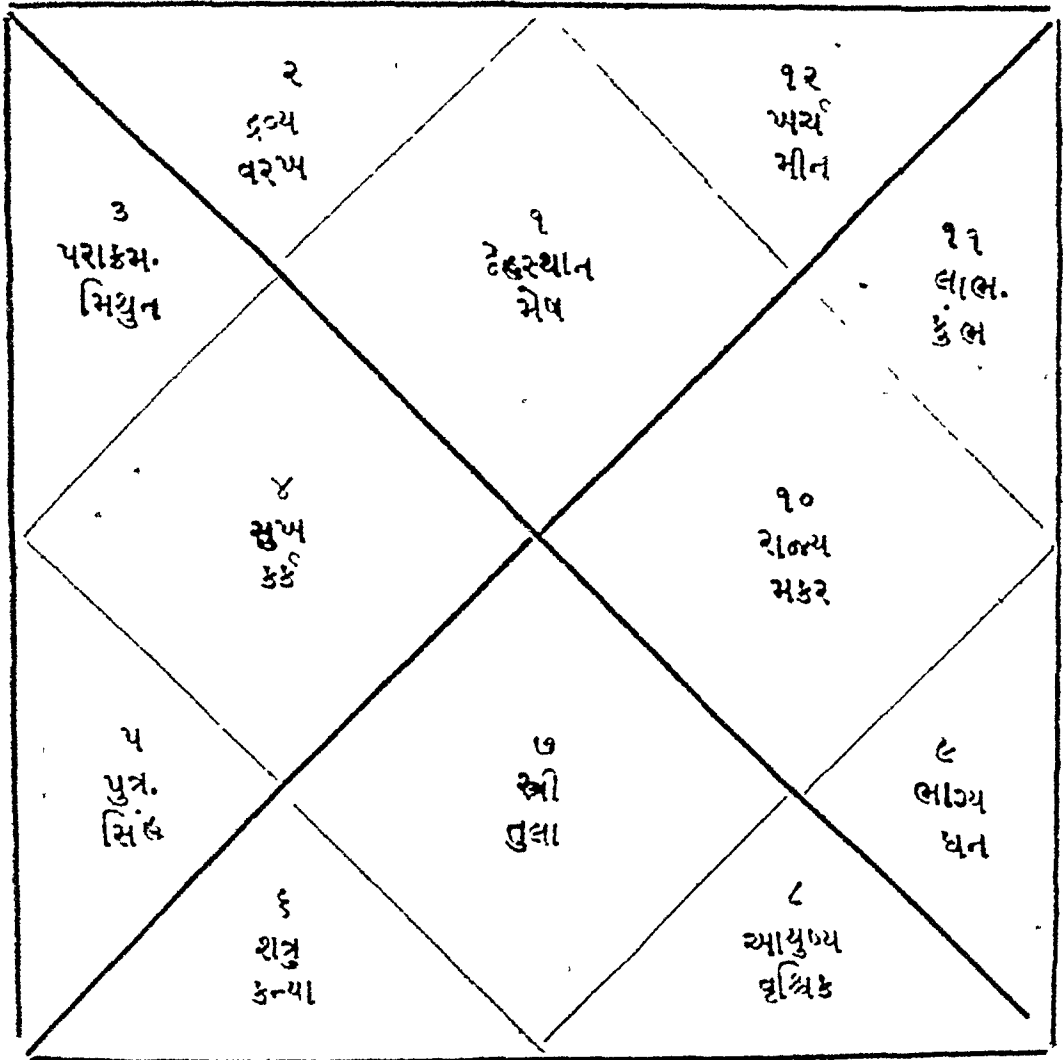 ૨
દ્રવ્ય
વરખ
૧૨
ખર્ચ
મીન
૩
પરાક્રમ.
મિથુન
૧
દેહસ્થાન
મેષ
૧૧
લાભ.
કુંભ
૪
સુખ
કર્ક
૧૦
રાજ્ય
મકર
૫
પુત્ર.
સિંહ
૭
સ્ત્રી
તુલા
૯
ભાગ્ય
ધન
૬
શત્રુ
કન્યા
૮
આયુષ્ય
વૃશ્ચિક